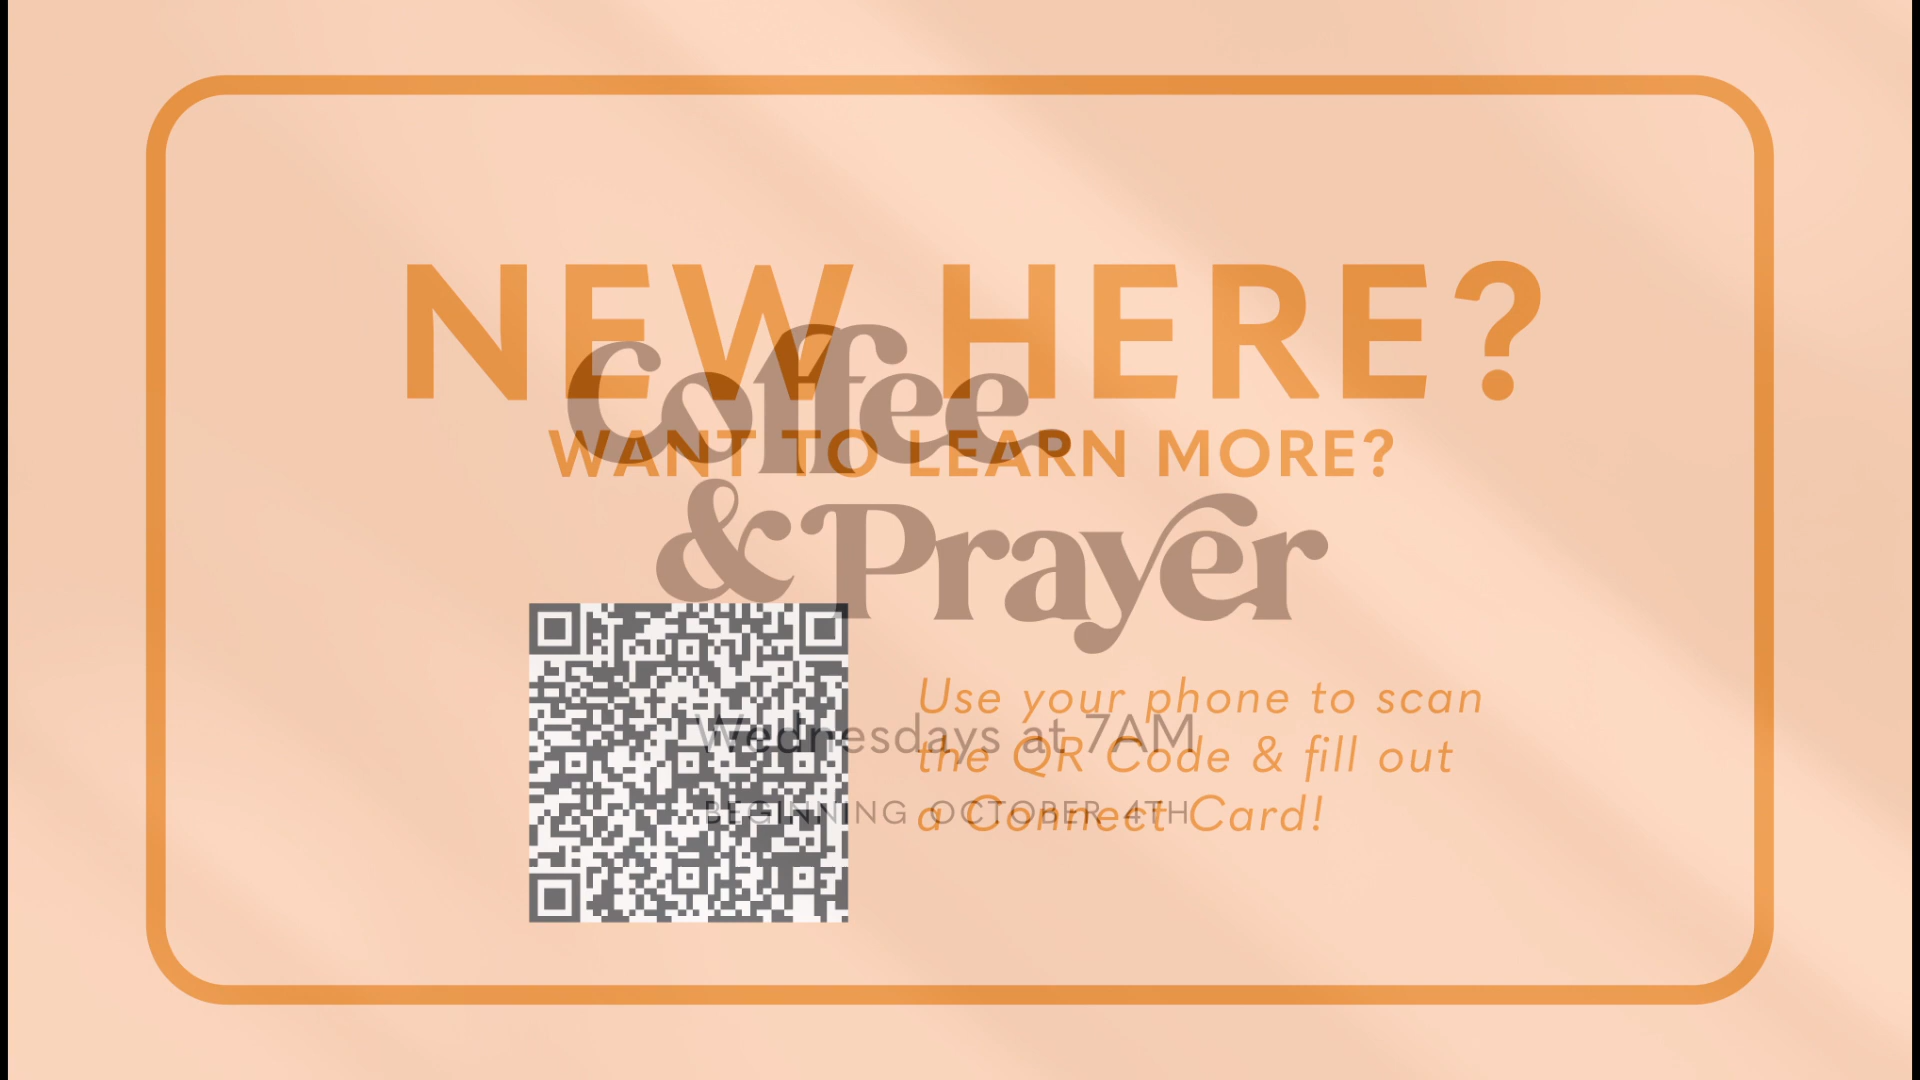 NEW HERE?
WANT TO LEARN MORE?
Use your phone to scan
the QR Code & fill out
a Connect Card!
Coffee
& Prayer
Wednesdays at 7AM
BEGINNING OCTOBER 4TH